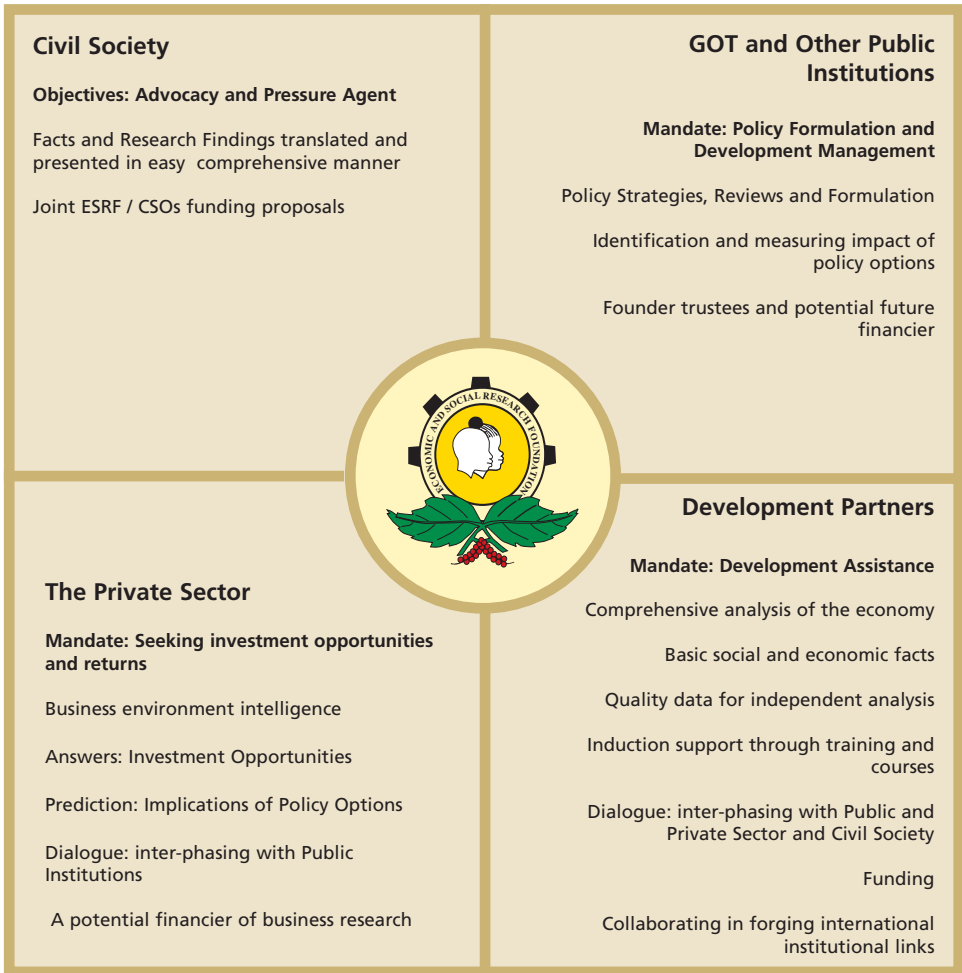 Civil Society
Objectives: Advocacy and Pressure Agent
Facts and Research Findings translated and
presented in easy comprehensive manner
Joint ESRF / CSOs funding proposals
GOT and Other Public
Institutions
Mandate: Policy Formulation and
Development Management
Policy Strategies, Reviews and Formulation
Identification and measuring impact of
policy options
Founder trustees and potential future
financier
ECONOMIC AND SOCIAL RESEARCH FOUNDATION
The Private Sector
Mandate: Seeking investment opportunities
and returns
Business environment intelligence
Answers: Investment Opportunities
Prediction: Implications of Policy Options
Dialogue: inter-phasing with Public
Institutions
A potential financier of business research
Development Partners
Mandate: Development Assistance
Comprehensive analysis of the economy
Basic social and economic facts
Quality data for independent analysis
Induction support through training and
courses
Dialogue: inter-phasing with Public and
Private Sector and Civil Society
Funding
Collaborating in forging international
institutional links